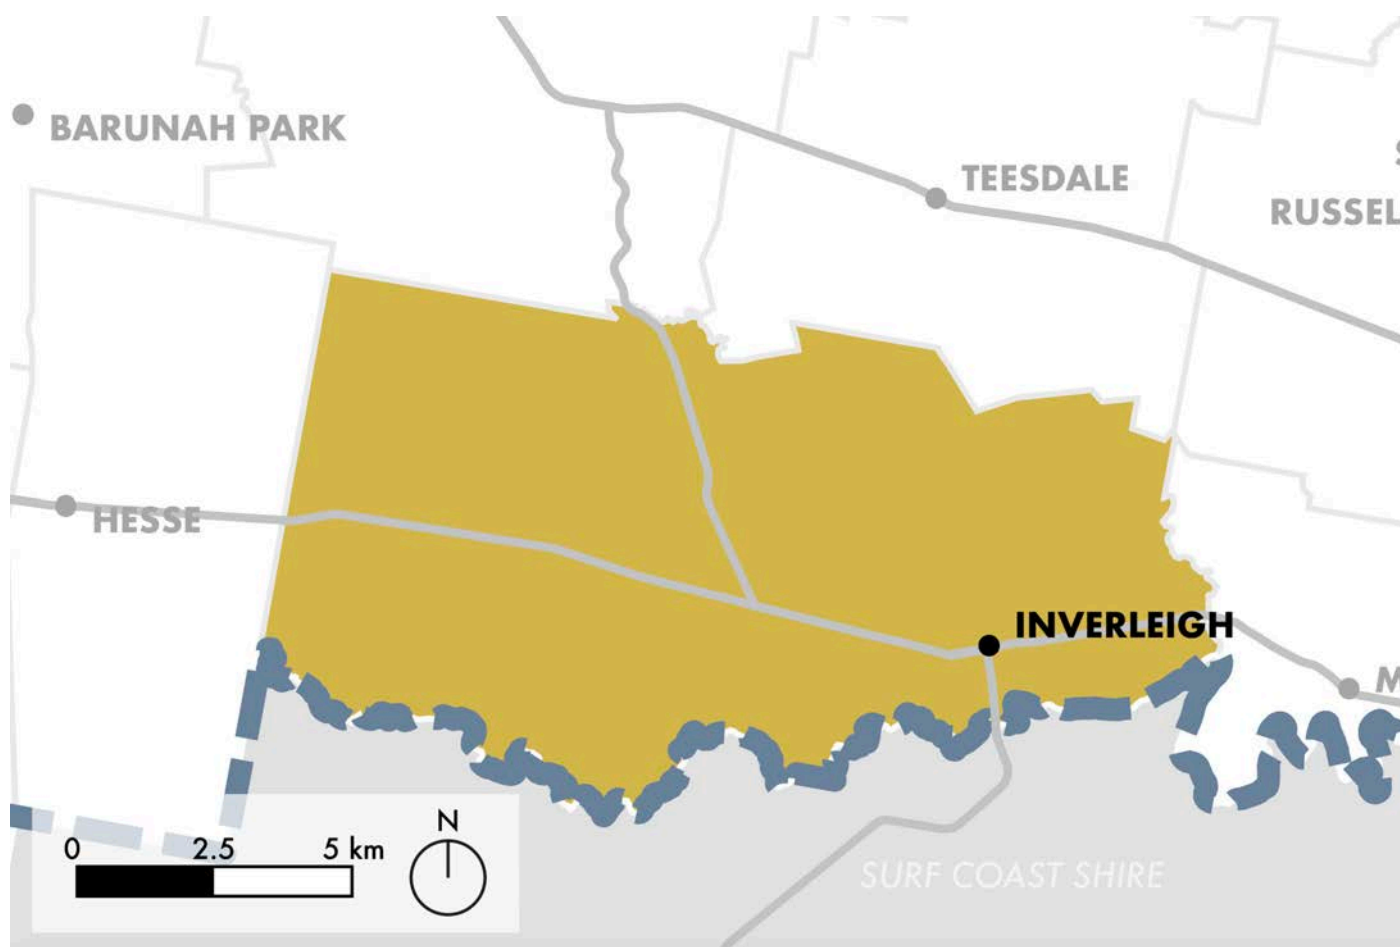 BARUNAH PARK
TEESDALE
RUSSEL
HESSE
INVERLEIGH
M
N
0 2.5 5 km
SURF COAST SHIRE